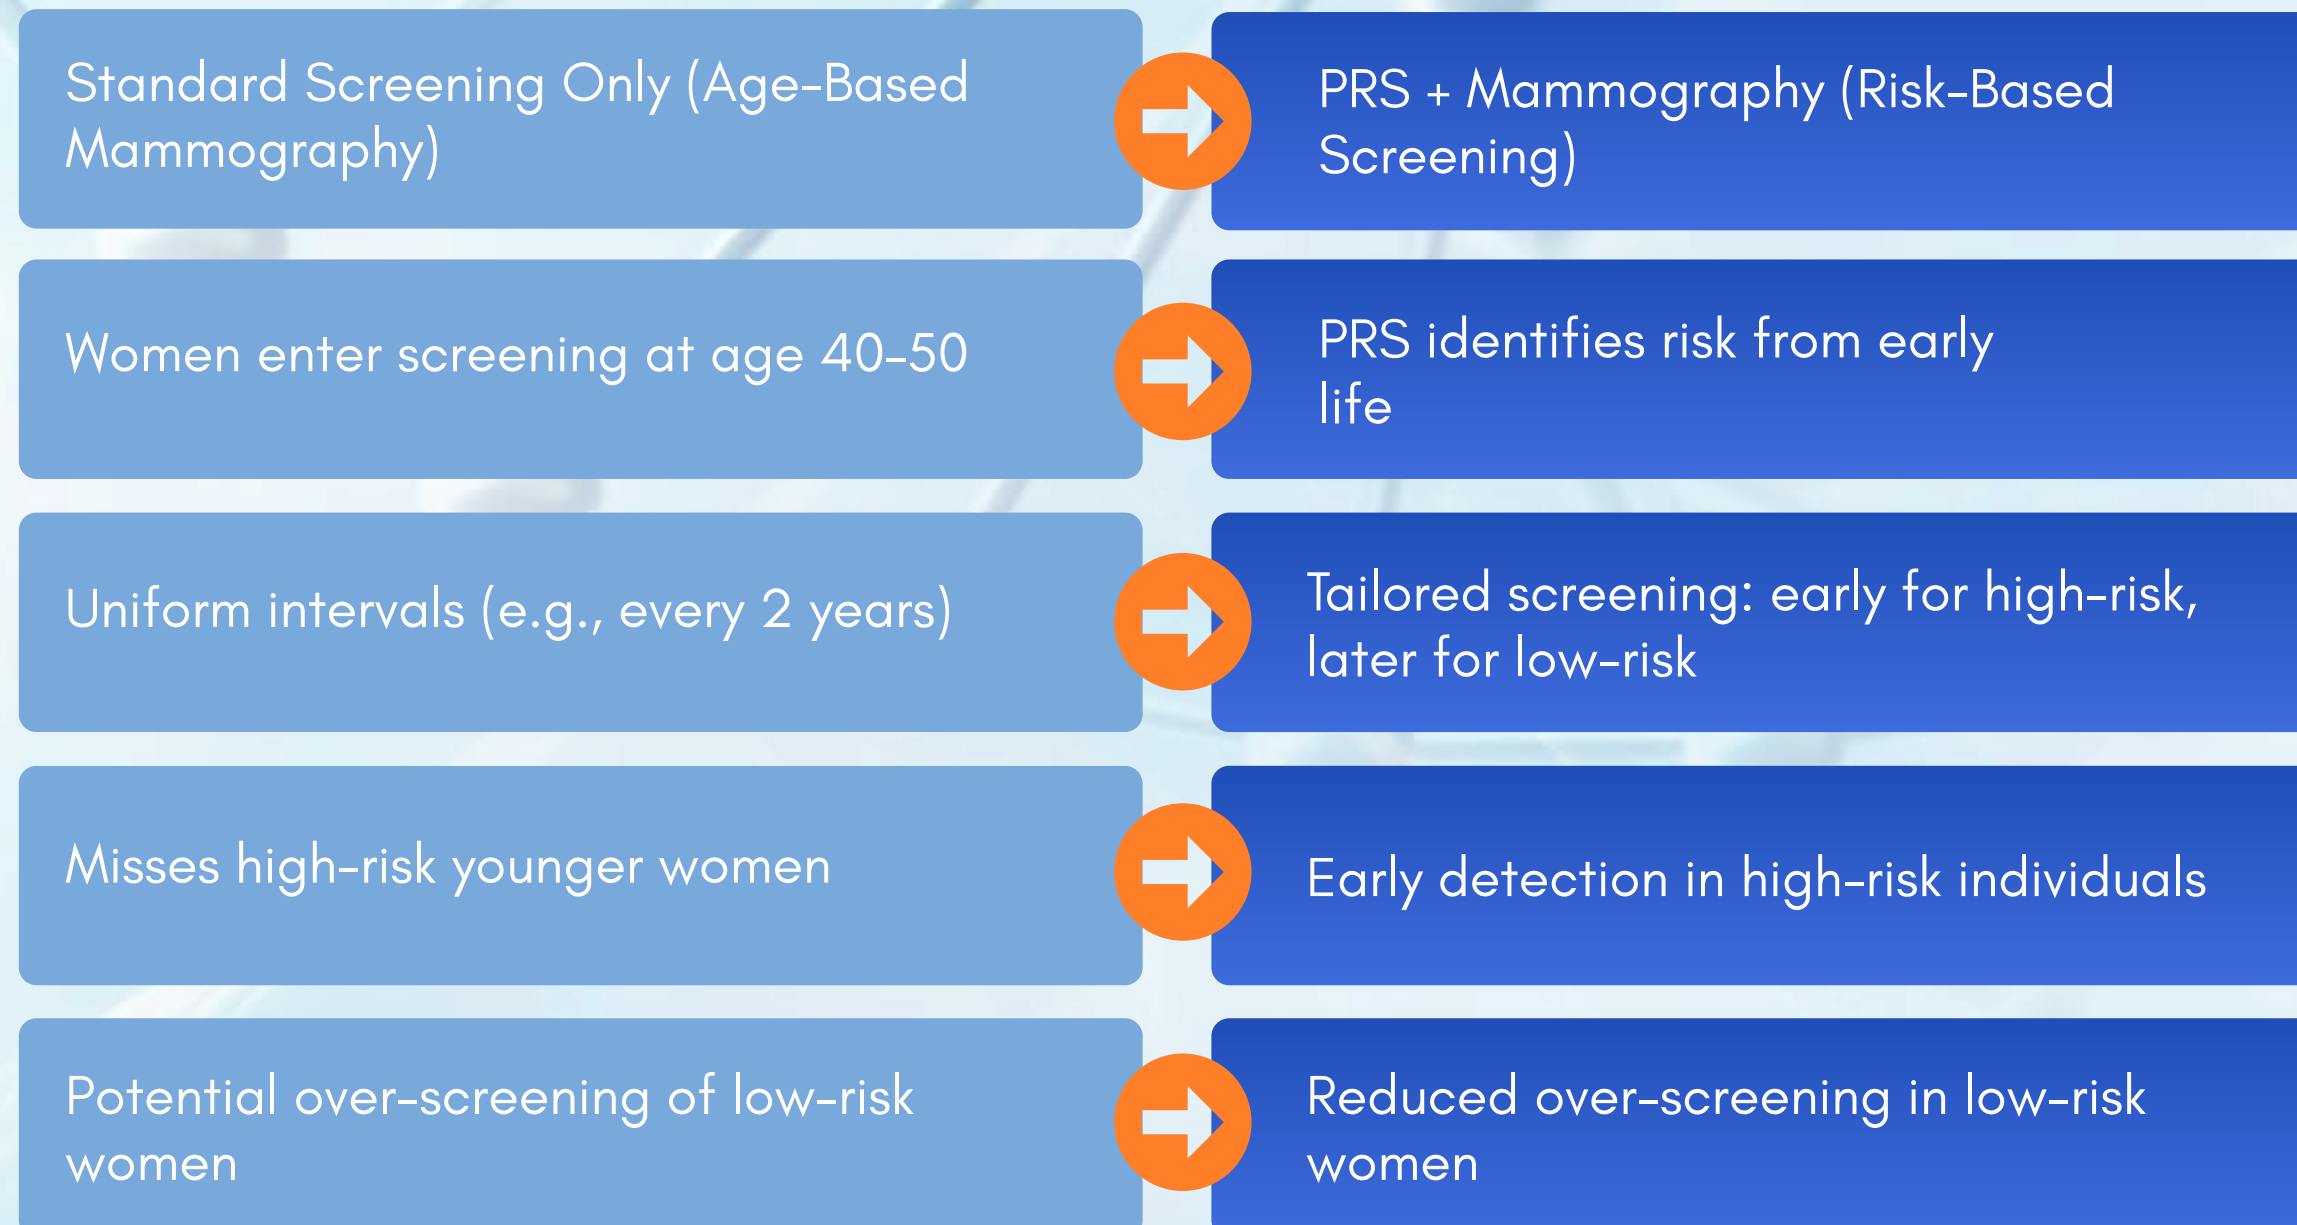 Standard Screening Only (Age-Based
Mammography)
PRS + Mammography (Risk-Based
Screening)
Women enter screening at age 40-50
PRS identifies risk from early
life
Uniform intervals (e.g., every 2 years)
Tailored screening: early for high-risk,
later for low-risk
Misses high-risk younger women
Early detection in high-risk individuals
Potential over-screening of low-risk
women
Reduced over-screening in low-risk
women